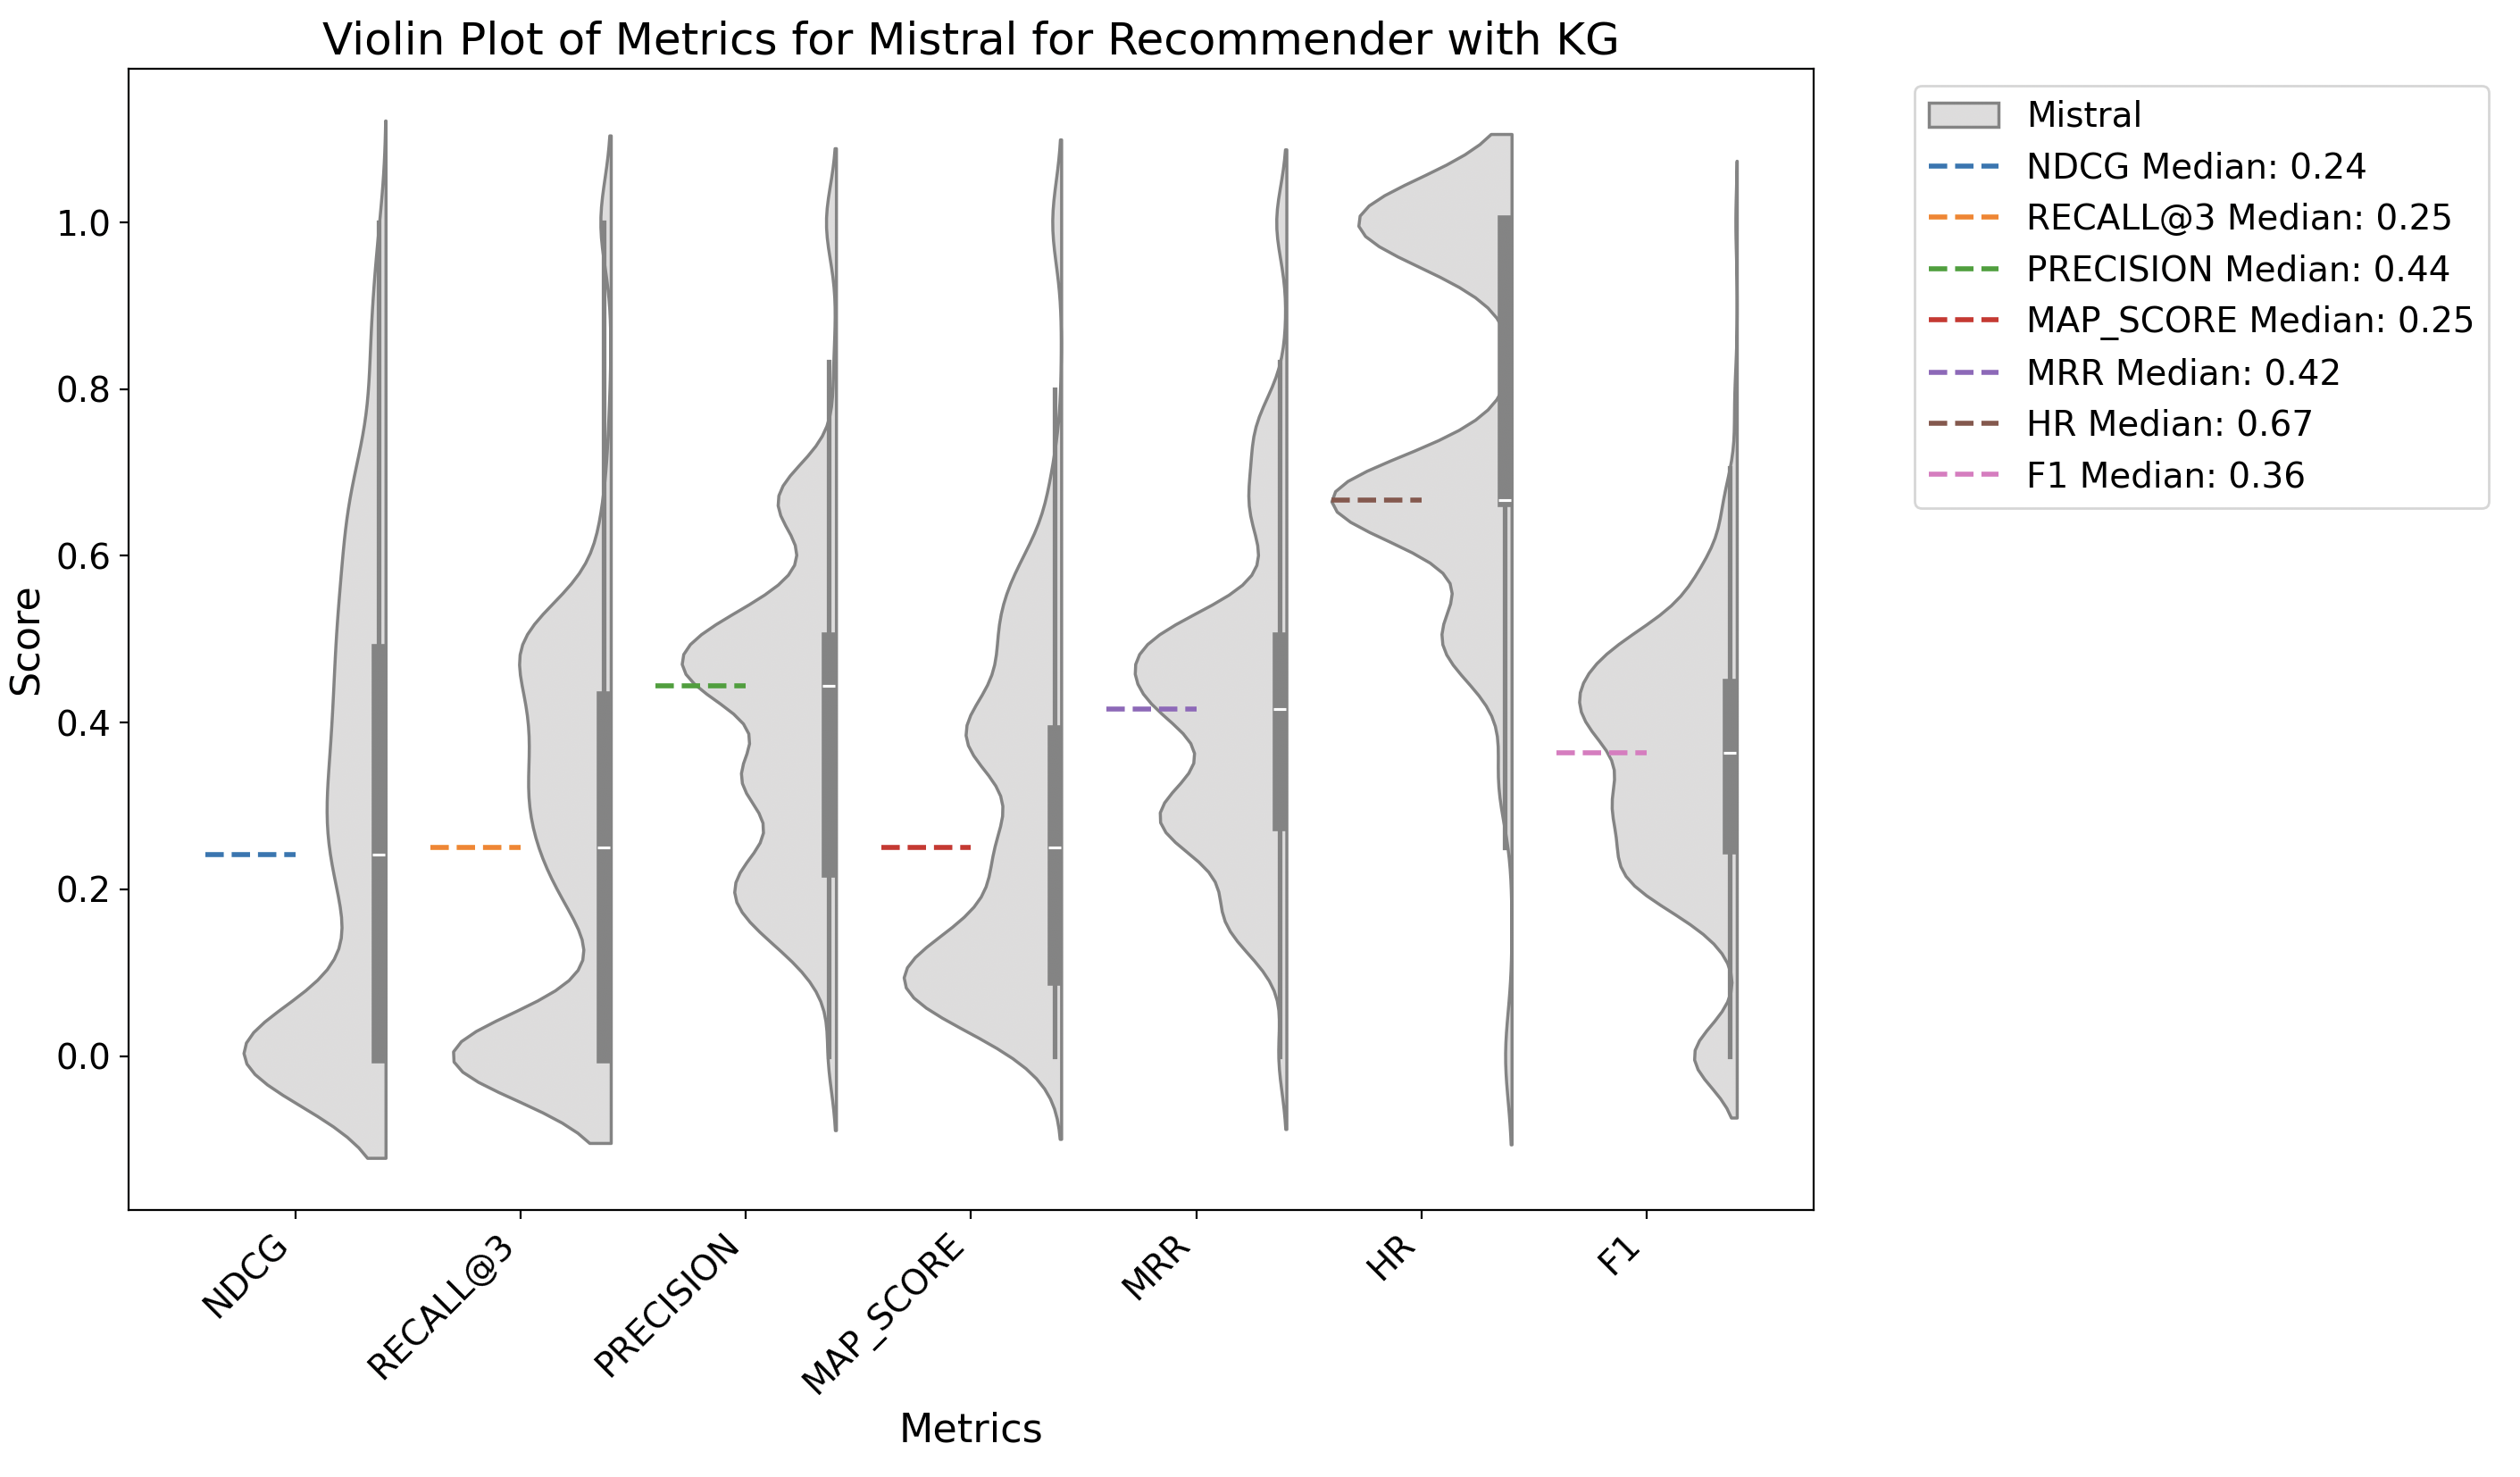 Violin Plot of Metrics for Mistral for Recommender with KG
Mistral
NDCG Median: 0.24
RECALL@3 Median: 0.25
PRECISION Median: 0.44
MAP_SCORE Median: 0.25
MRR Median: 0.42
HR Median: 0.67
F1 Median: 0.36
Score
1.0
0.8
0.6
0.4
0.2
0.0
NDCG
RECALL@3
PRECISION
MAP_SCORE
MRR
HR
F1
Metrics